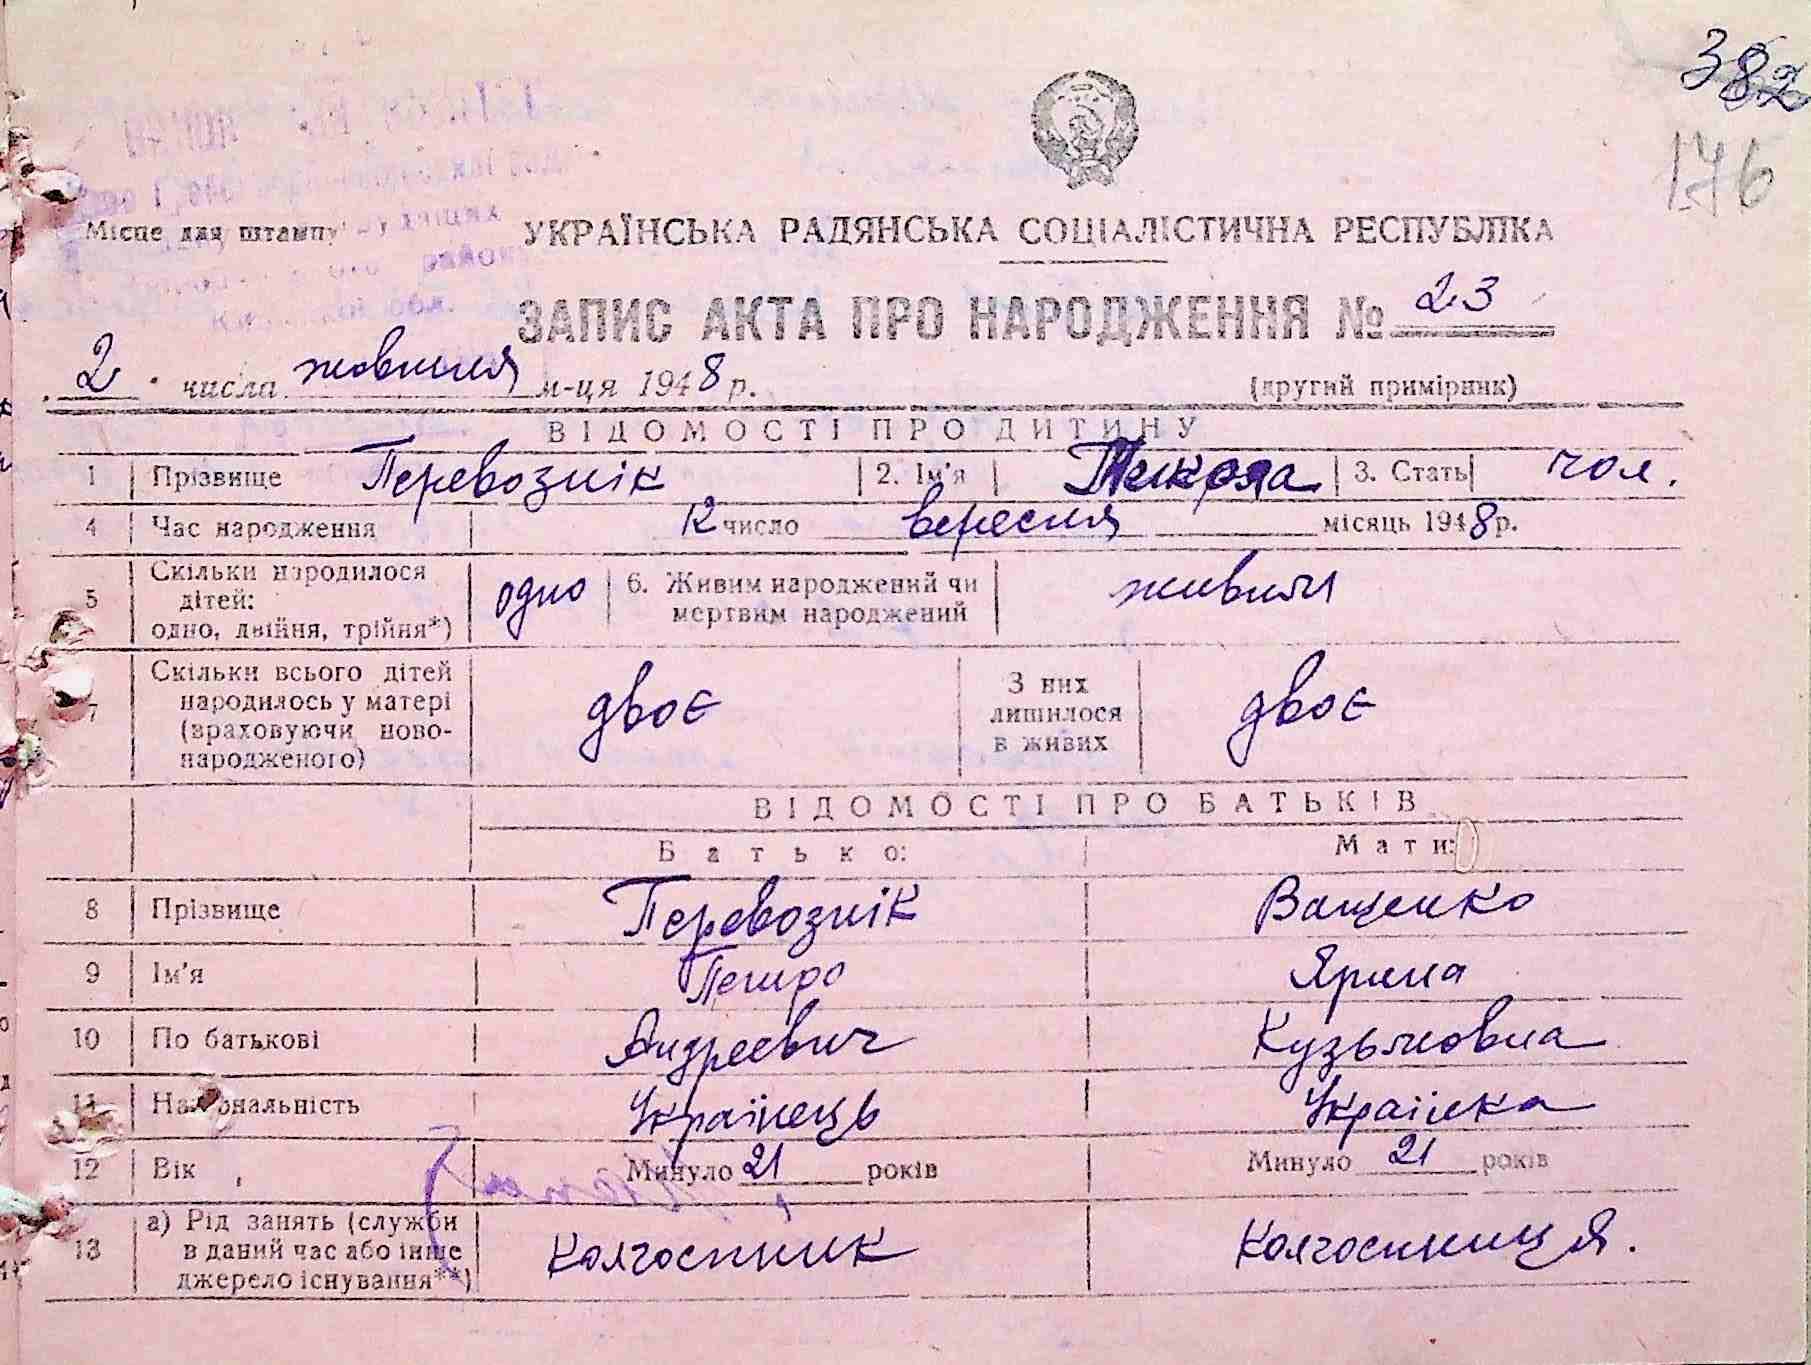 382
176
Місце для штампу
УКРАЇНСЬКА РАДЯНСЬКА СОЦІАЛІСТИЧНА РЕСПУБЛІКА
ЗАПИС АКТА ПРО НАРОДЖЕННЯ № 23
2 числа жовтня м-ця 1948 р.
(другий примірник)
ВІДОМОСТІ ПРО ДИТИНУ
1 Прізвище Перевознік 2. Ім'я Микола 3. Стать чол.
4 Час народження 12 число вересня місяць 1948 р.
5 Скільки народилося дітей: одно, двійня, трійня*) одно 6. Живим народжений чи мертвим народжений живим
7 Скільки всього дітей народилось у матері (враховуючи новонародженого) двоє З них лишилося в живих двоє
ВІДОМОСТІ ПРО БАТЬКІВ
Батько: Мати:
8 Прізвище Перевознік Ващенко
9 Ім'я Петро Ярина
10 По батькові Андреевич Кузьмовна
11 Національність Українець Українка
12 Вік Минуло 21 років Минуло 21 років
13 а) Рід занять (служби в даний час або інше джерело існування**) Колгоспник Колгоспниця.